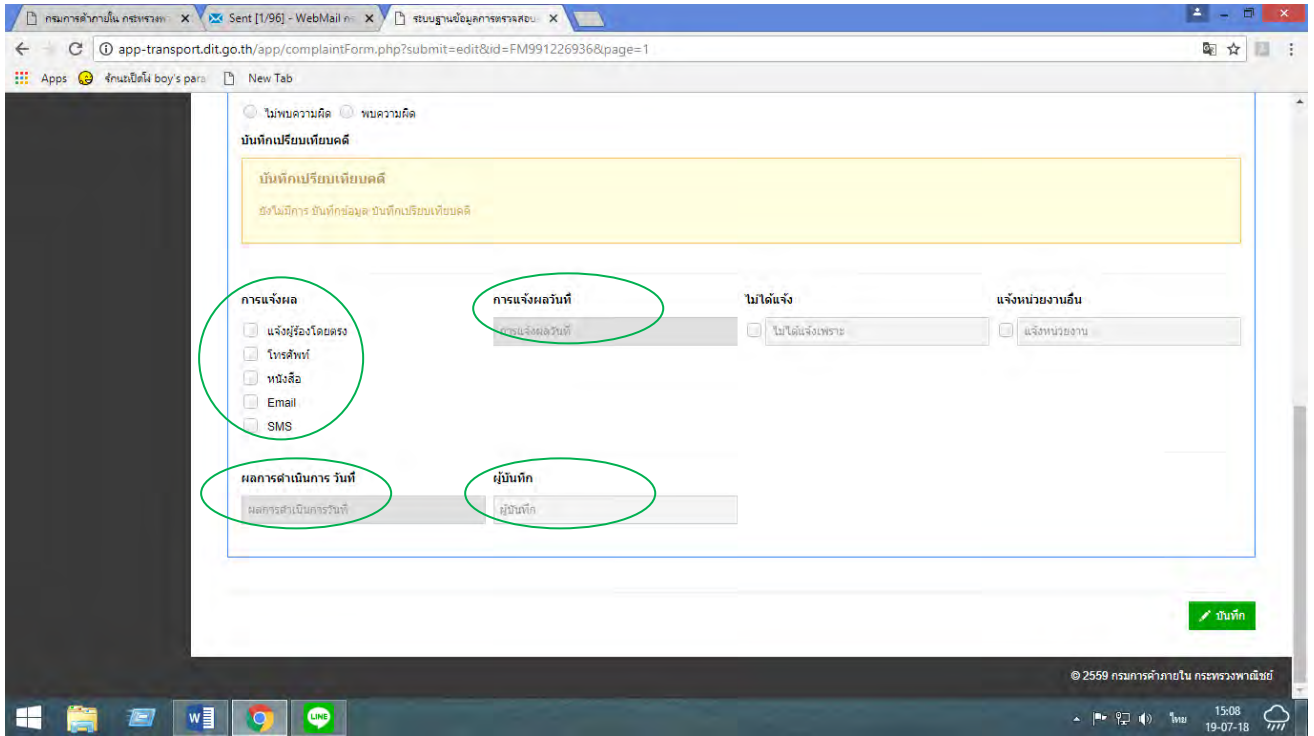 กรมการค้าภายใน กระทรวงพา
Sent [1/96] - WebMail ก
ระบบฐานข้อมูลการตรวจสอบ
app-transport.dit.go.th/app/complaintForm.php?submit=edit&id=FM991226936&page=1
Apps
boy's para
New Tab
ไม่พบความผิด พบความผิด
บันทึกเปรียบเทียบคดี
บันทึกเปรียบเทียบคดี
ยังไม่มีการ บันทึกข้อมูล บันทึกเปรียบเทียบคดี
การแจ้งผล การแจ้งผลวันที่ ไม่ได้แจ้ง แจ้งหน่วยงานอื่น
แจ้งผู้ร้องโดยตรง การแจ้งผลวันที่ ไม่ได้แจ้งเพราะ แจ้งหน่วยงาน
โทรศัพท์
หนังสือ
Email
SMS
ผลการดำเนินการ วันที่ ผู้บันทึก
ผลการดำเนินการวันที่ ผู้บันทึก
บันทึก
© 2559 กรมการค้าภายใน กระทรวงพาณิชย์
LINE
ไทย
15:08
19-07-18